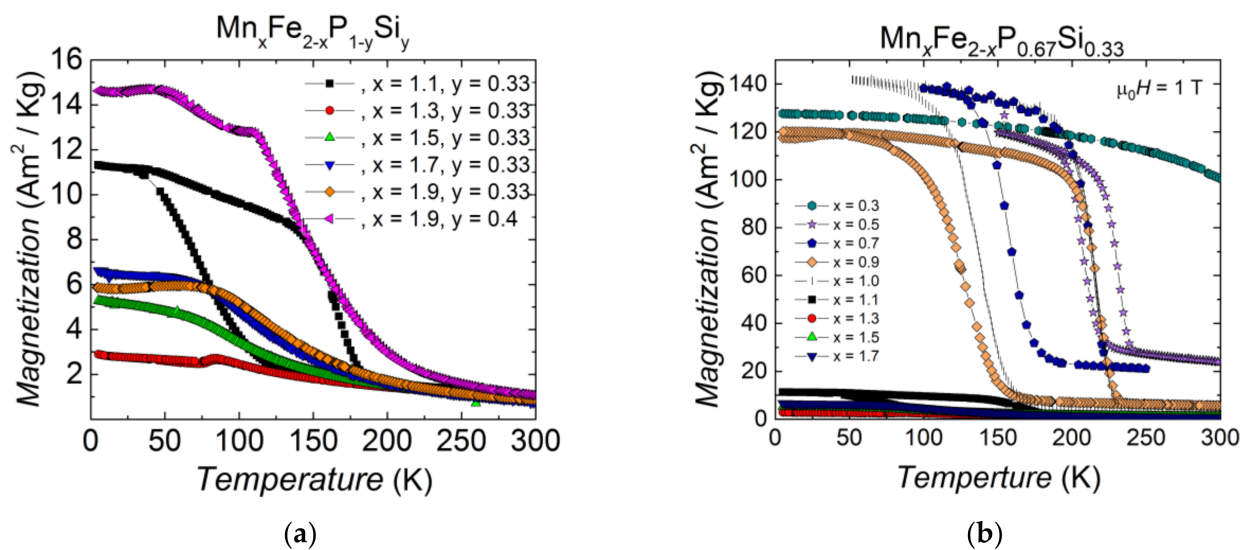 MnₓFe₂₋ₓP₁₋ᵧSiᵧ
16
14
12
10
8
6
4
2
Magnetization (Am² / Kg)
, x = 1.1, y = 0.33
, x = 1.3, y = 0.33
, x = 1.5, y = 0.33
, x = 1.7, y = 0.33
, x = 1.9, y = 0.33
, x = 1.9, y = 0.4
0 50 100 150 200 250 300
Temperature (K)
(a)
MnₓFe₂₋ₓP₀.₆₇Si₀.₃₃
140
120
100
80
60
40
20
0
Magnetization (Am² / Kg)
μ₀H = 1 T
x = 0.3
x = 0.5
x = 0.7
x = 0.9
x = 1.0
x = 1.1
x = 1.3
x = 1.5
x = 1.7
0 50 100 150 200 250 300
Temperture (K)
(b)